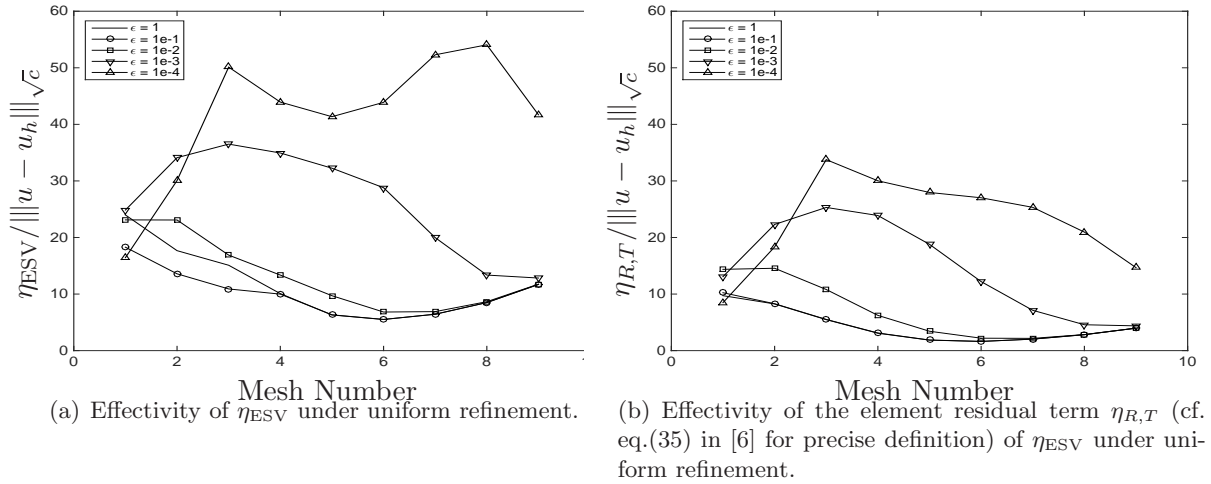 60
50
40
30
20
10
0
0 2 4 6 8
ϵ = 1
ϵ = 1e-1
ϵ = 1e-2
ϵ = 1e-3
ϵ = 1e-4
η_ESV/||||u − u_h||||√c
Mesh Number
(a) Effectivity of η_ESV under uniform refinement.
60
50
40
30
20
10
0
0 2 4 6 8 10
ϵ = 1
ϵ = 1e-1
ϵ = 1e-2
ϵ = 1e-3
ϵ = 1e-4
η_{R,T}/||||u − u_h||||√c
Mesh Number
(b) Effectivity of the element residual term η_{R,T} (cf.
eq.(35) in [6] for precise definition) of η_ESV under uni-
form refinement.